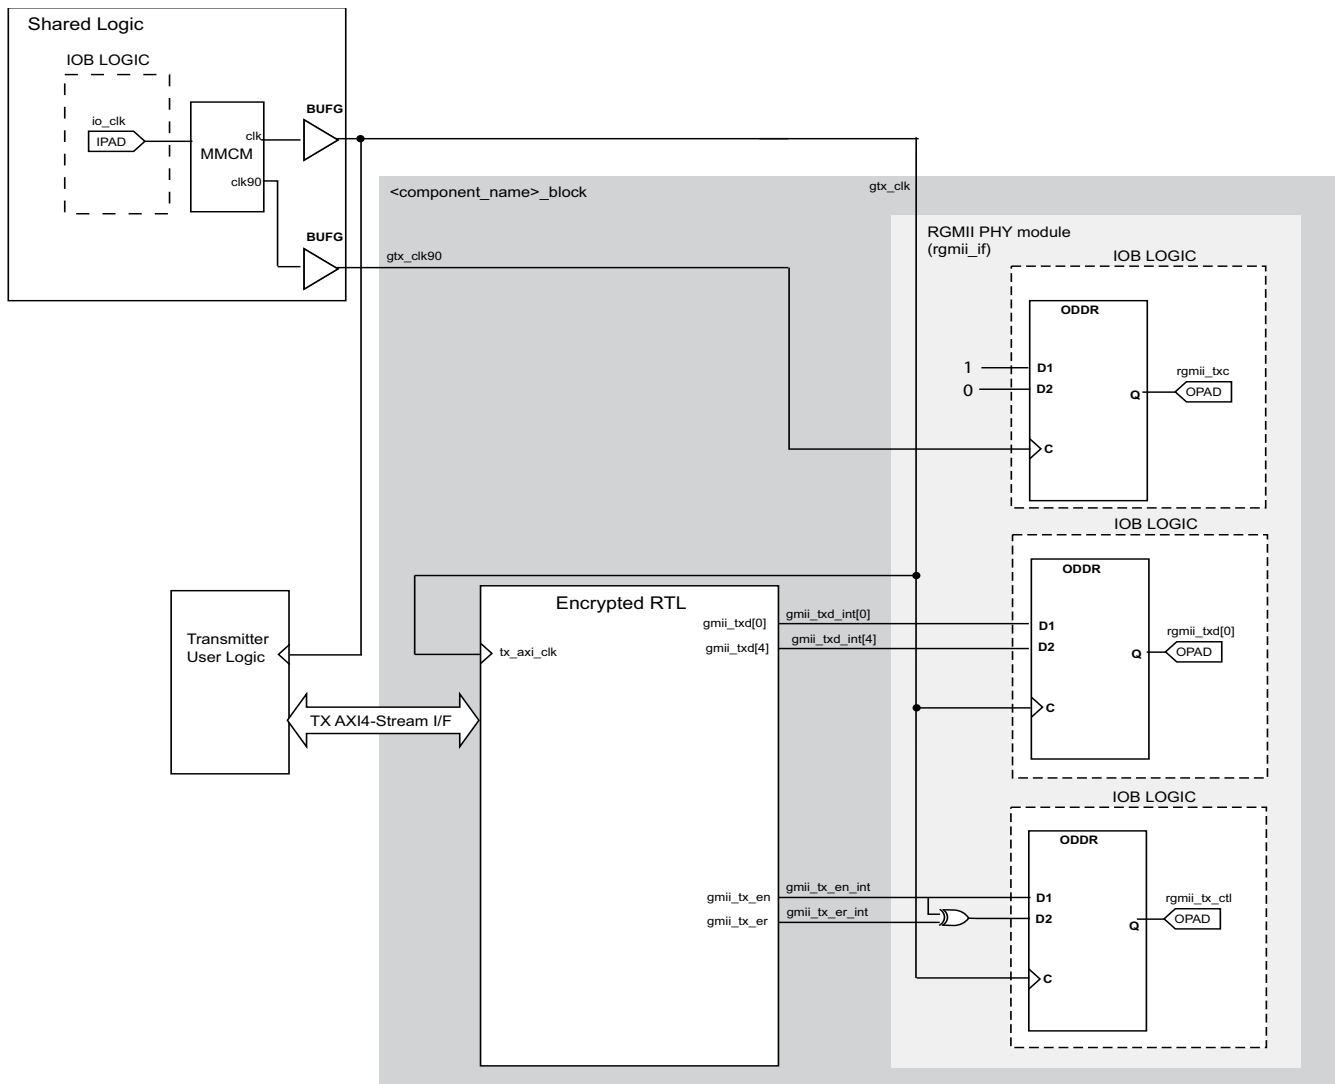 Shared Logic
IOB LOGIC
io_clk
IPAD
MMCM
clk
clk90
BUFG
BUFG
gtx_clk90
<component_name>_block
gtx_clk
RGMII PHY module
(rgmii_if)
IOB LOGIC
ODDR
1
0
D1
D2
Q
C
rgmii_txc
OPAD
IOB LOGIC
ODDR
D1
D2
Q
C
rgmii_txd[0]
OPAD
Transmitter
User Logic
TX AXI4-Stream I/F
Encrypted RTL
tx_axi_clk
gmii_txd[0]
gmii_txd[4]
gmii_txd_int[0]
gmii_txd_int[4]
gmii_tx_en
gmii_tx_er
gmii_tx_en_int
gmii_tx_er_int
IOB LOGIC
ODDR
D1
D2
Q
C
rgmii_tx_ctl
OPAD